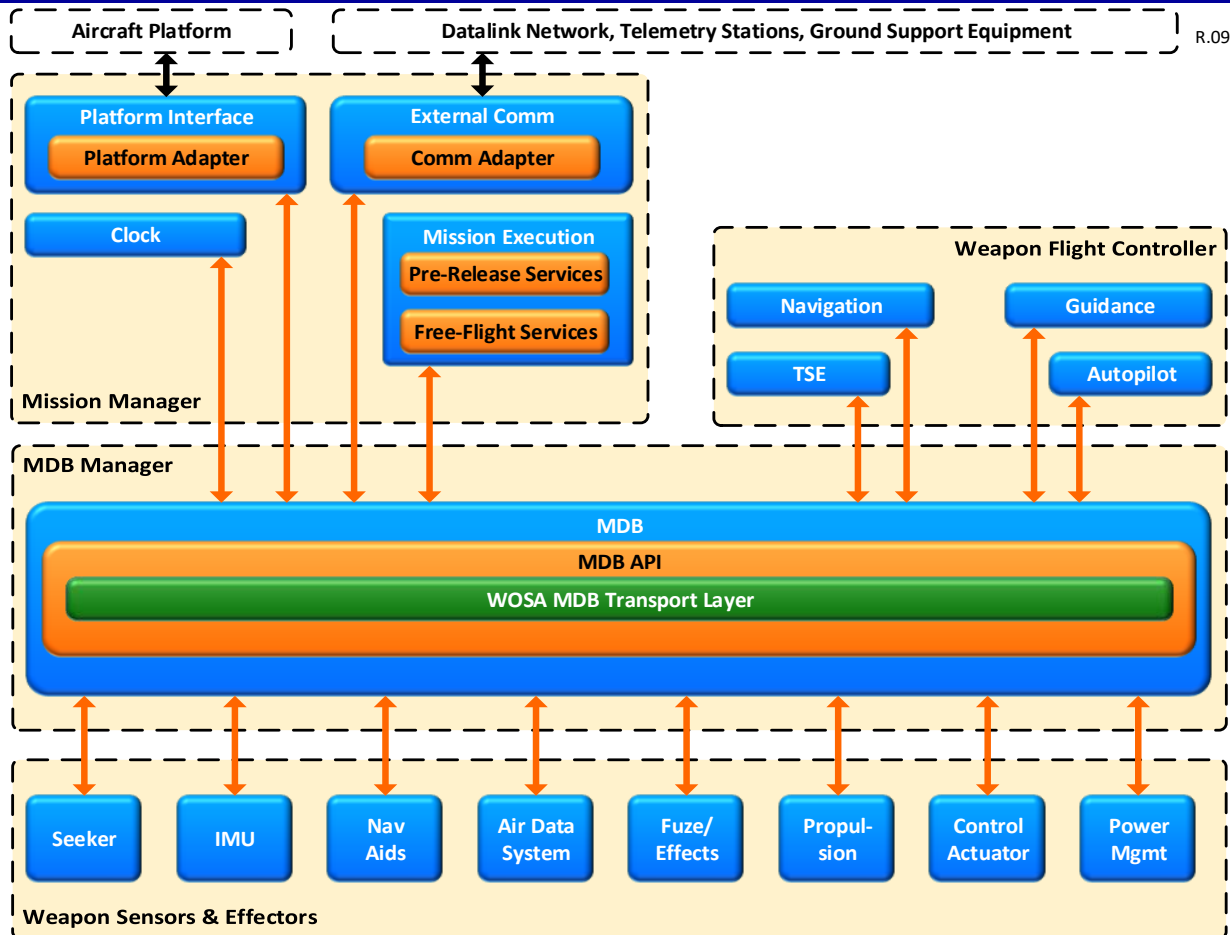 Aircraft Platform
Datalink Network, Telemetry Stations, Ground Support Equipment
R.09
Platform Interface
Platform Adapter
External Comm
Comm Adapter
Clock
Mission Execution
Pre-Release Services
Free-Flight Services
Mission Manager
Weapon Flight Controller
Navigation
Guidance
TSE
Autopilot
MDB Manager
MDB
MDB API
WOSA MDB Transport Layer
Seeker
IMU
Nav
Aids
Air Data
System
Fuze/
Effects
Propul-
sion
Control
Actuator
Power
Mgmt
Weapon Sensors & Effectors